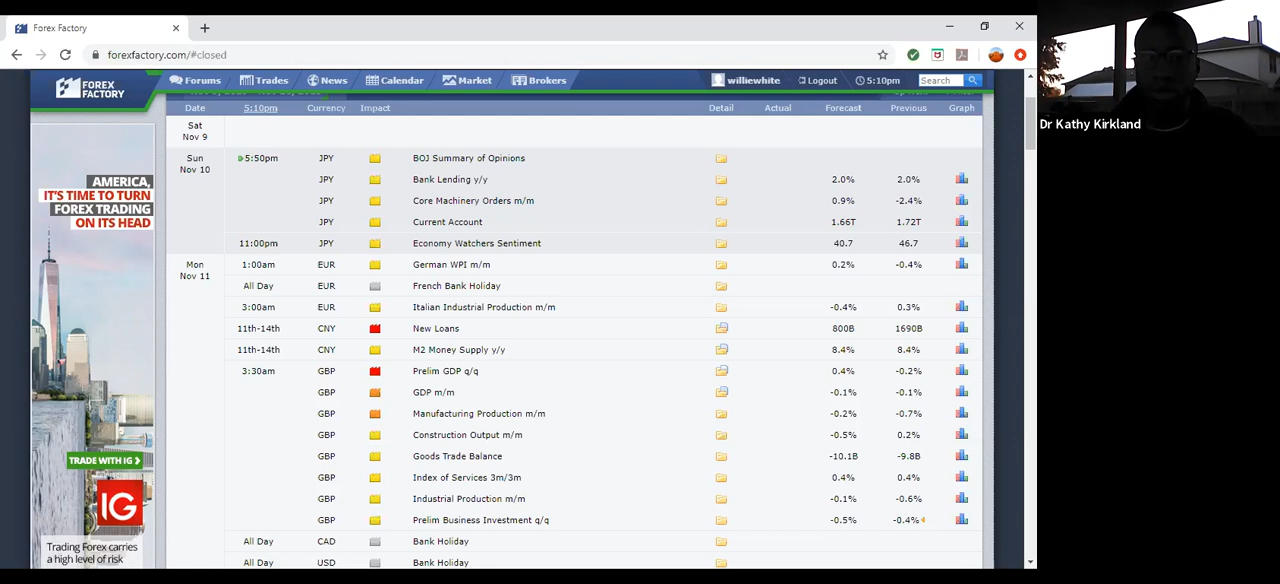 Forex Factory
forexfactory.com/#closed
FOREX FACTORY
Forums Trades News Calendar Market Brokers williewhite Logout 5:10pm Search
Date 5:10pm Currency Impact Detail Actual Forecast Previous Graph
Sat Nov 9
Sun Nov 10 5:50pm JPY BOJ Summary of Opinions
JPY Bank Lending y/y 2.0% 2.0%
JPY Core Machinery Orders m/m 0.9% -2.4%
JPY Current Account 1.66T 1.72T
11:00pm JPY Economy Watchers Sentiment 40.7 46.7
Mon Nov 11 1:00am EUR German WPI m/m 0.2% -0.4%
All Day EUR French Bank Holiday
3:00am EUR Italian Industrial Production m/m -0.4% 0.3%
11th-14th CNY New Loans 800B 1690B
11th-14th CNY M2 Money Supply y/y 8.4% 8.4%
3:30am GBP Prelim GDP q/q 0.4% -0.2%
GBP GDP m/m -0.1% -0.1%
GBP Manufacturing Production m/m -0.2% -0.7%
GBP Construction Output m/m -0.5% 0.2%
GBP Goods Trade Balance -10.1B -9.8B
GBP Index of Services 3m/3m 0.4% 0.4%
GBP Industrial Production m/m -0.1% -0.6%
GBP Prelim Business Investment q/q -0.5% -0.4%
All Day CAD Bank Holiday
All Day USD Bank Holiday
AMERICA,
IT'S TIME TO TURN
FOREX TRADING
ON ITS HEAD
TRADE WITH IG
IG
Trading Forex carries
a high level of risk
Dr Kathy Kirkland